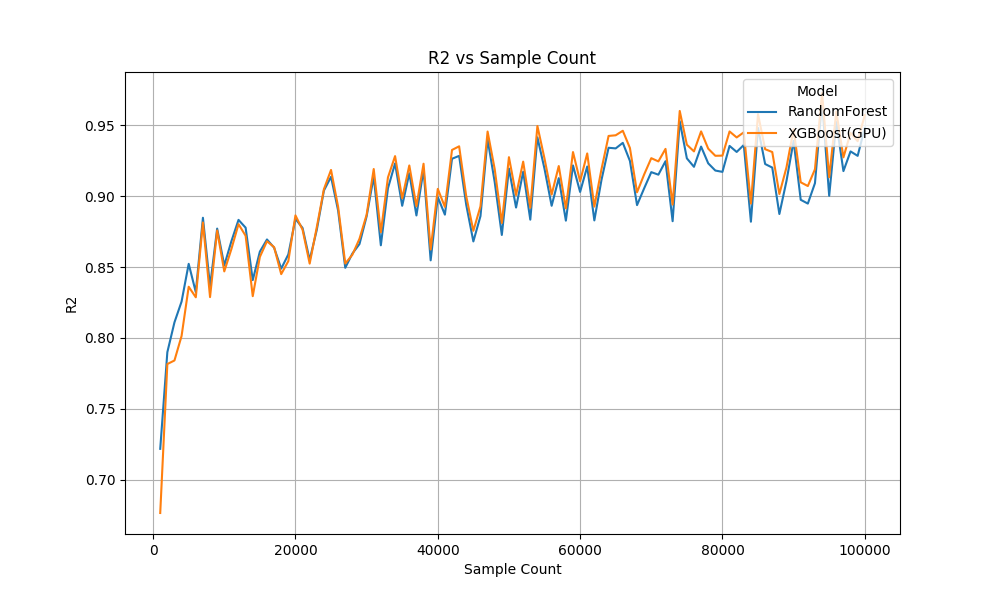 R2 vs Sample Count
Model
RandomForest
XGBoost(GPU)
R2
0.95
0.90
0.85
0.80
0.75
0.70
0
20000
40000
60000
80000
100000
Sample Count